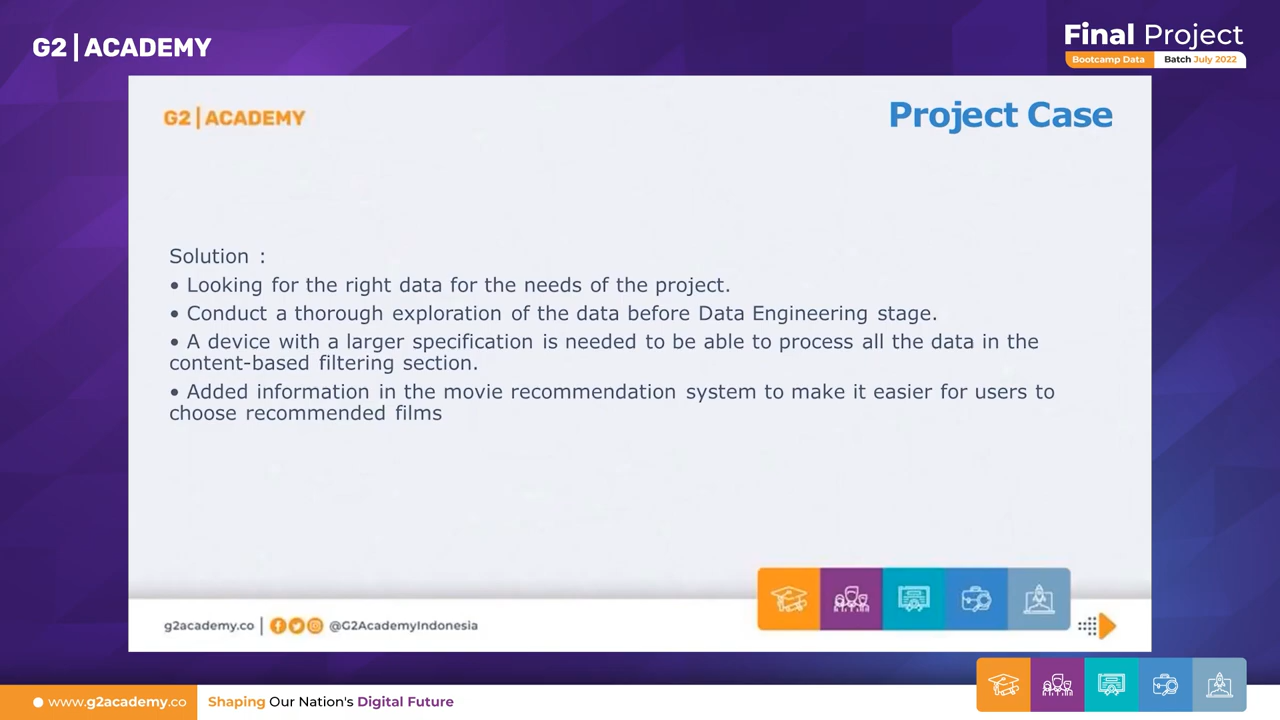 G2 | ACADEMY
Final Project
Bootcamp Data
Batch July 2022
G2 | ACADEMY
Project Case
Solution :
• Looking for the right data for the needs of the project.
• Conduct a thorough exploration of the data before Data Engineering stage.
• A device with a larger specification is needed to be able to process all the data in the
content-based filtering section.
• Added information in the movie recommendation system to make it easier for users to
choose recommended films
g2academy.co | @G2AcademyIndonesia
www.g2academy.co
Shaping Our Nation's Digital Future